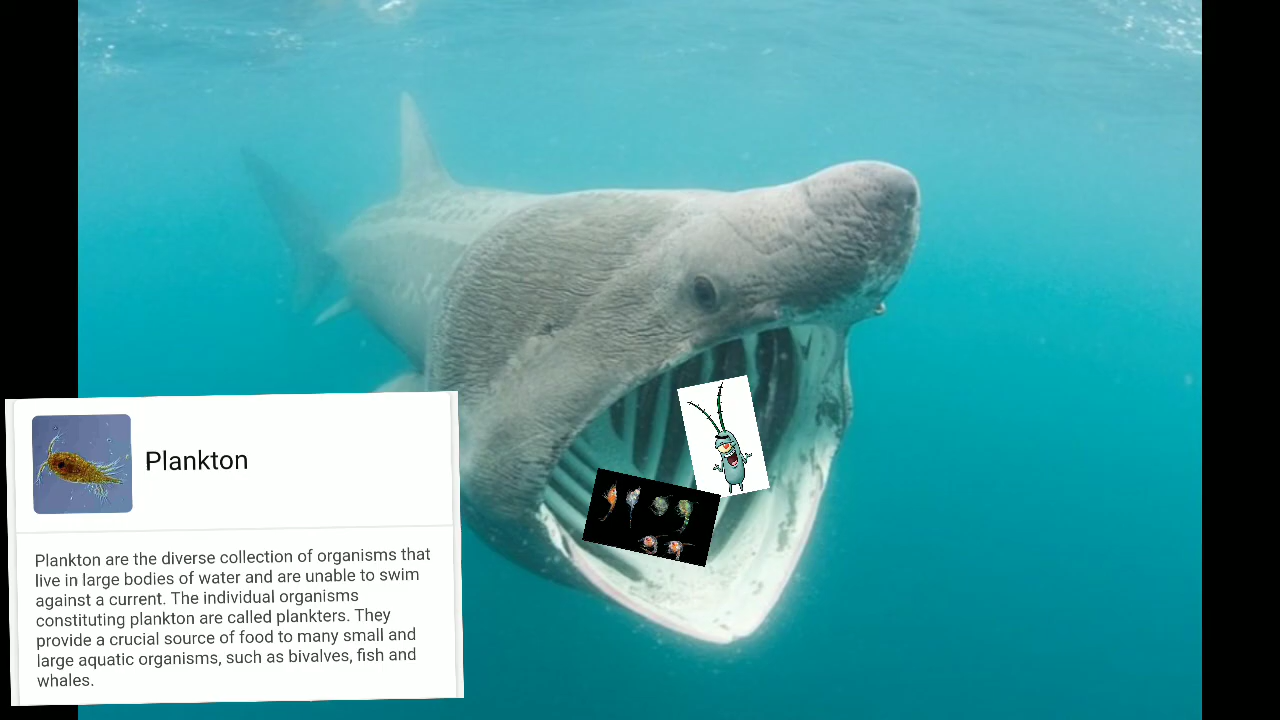 Plankton
Plankton are the diverse collection of organisms that
live in large bodies of water and are unable to swim
against a current. The individual organisms
constituting plankton are called plankters. They
provide a crucial source of food to many small and
large aquatic organisms, such as bivalves, fish and
whales.